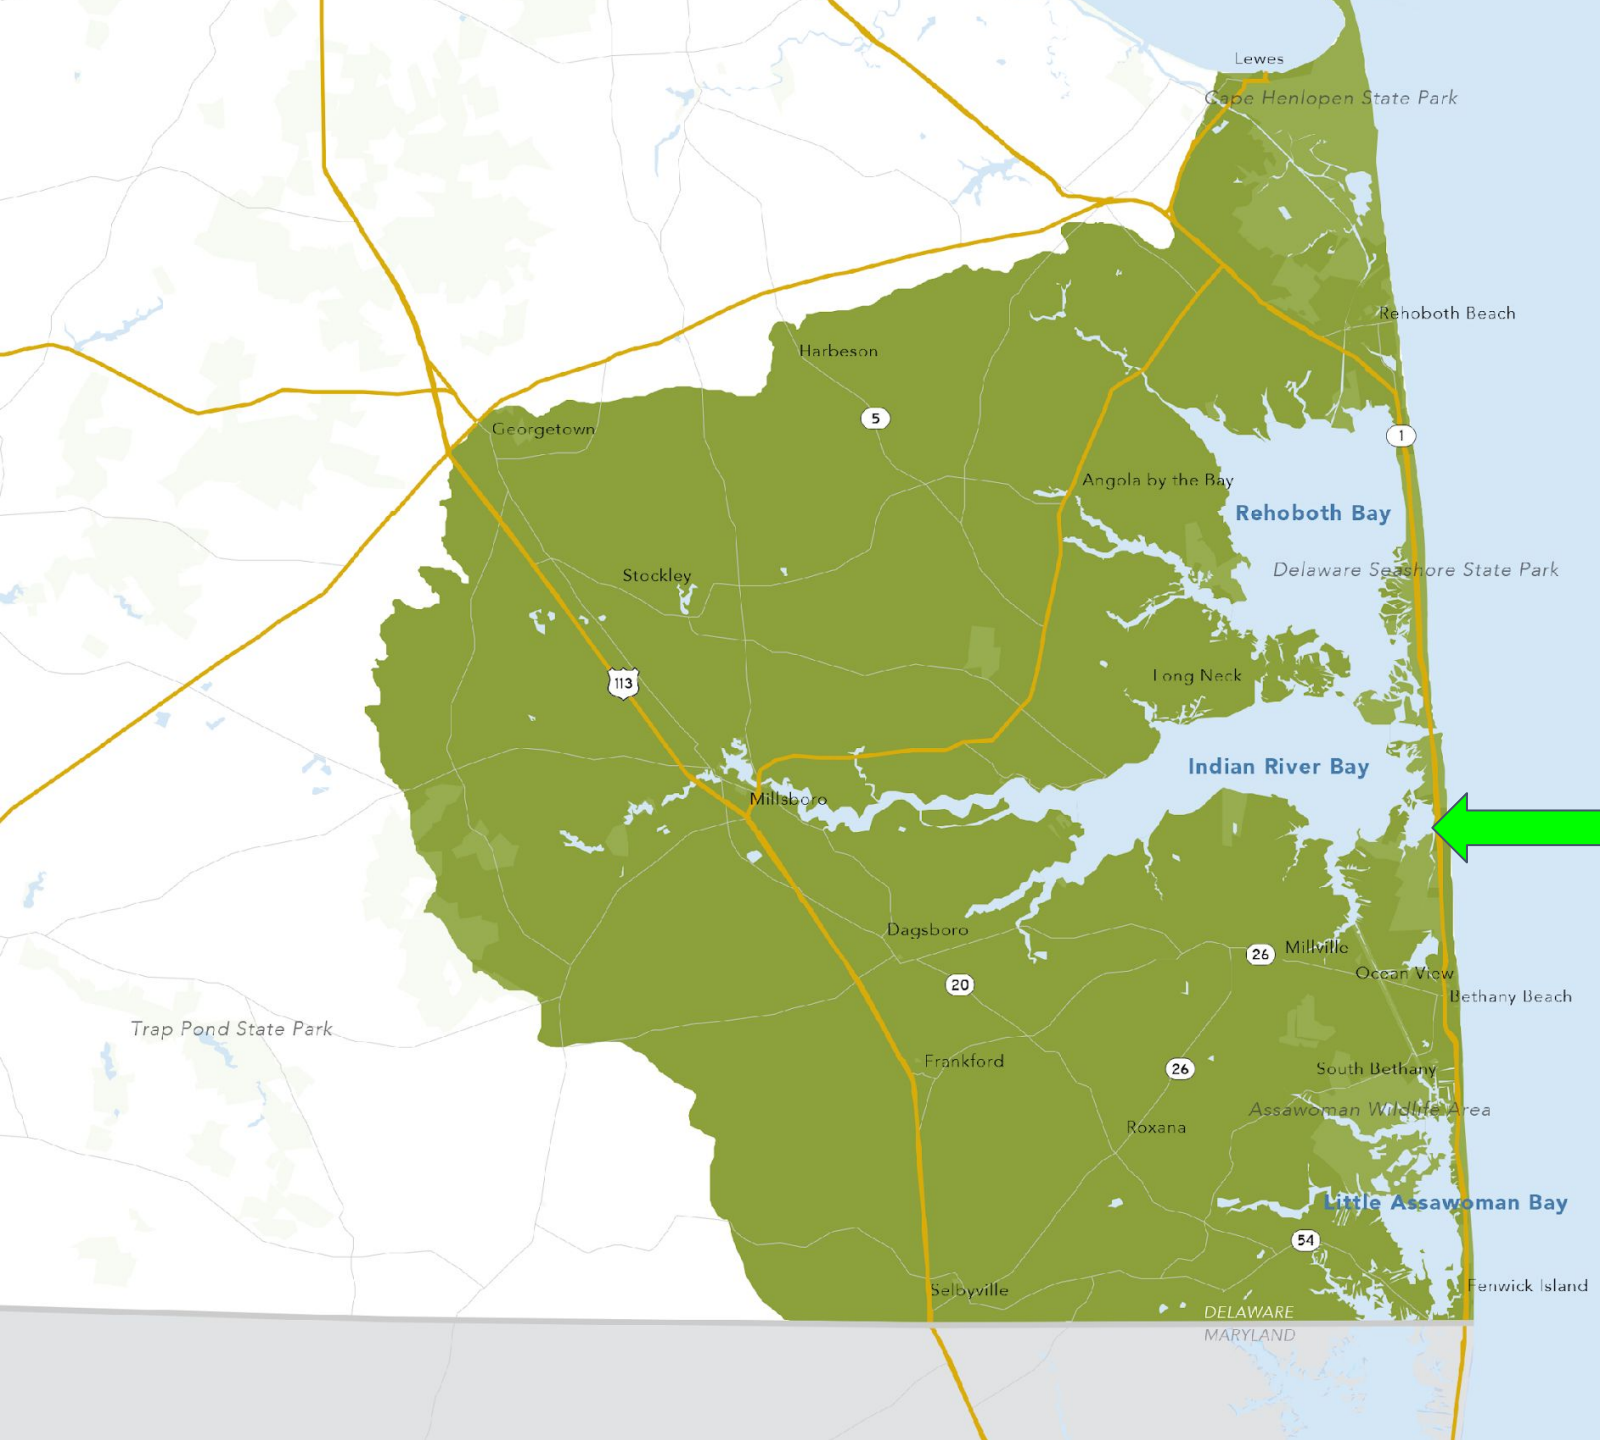 Lewes
Cape Henlopen State Park
Rehoboth Beach
Harbeson
5
Georgetown
1
Angola by the Bay
Rehoboth Bay
Delaware Seashore State Park
Stockley
Long Neck
113
Indian River Bay
Millsboro
Dagsboro
26
Millville
Ocean View
20
Bethany Beach
Trap Pond State Park
Frankford
26
South Bethany
Assawoman Wildlife Area
Roxana
Little Assawoman Bay
54
Fenwick Island
Selbyville
DELAWARE
MARYLAND